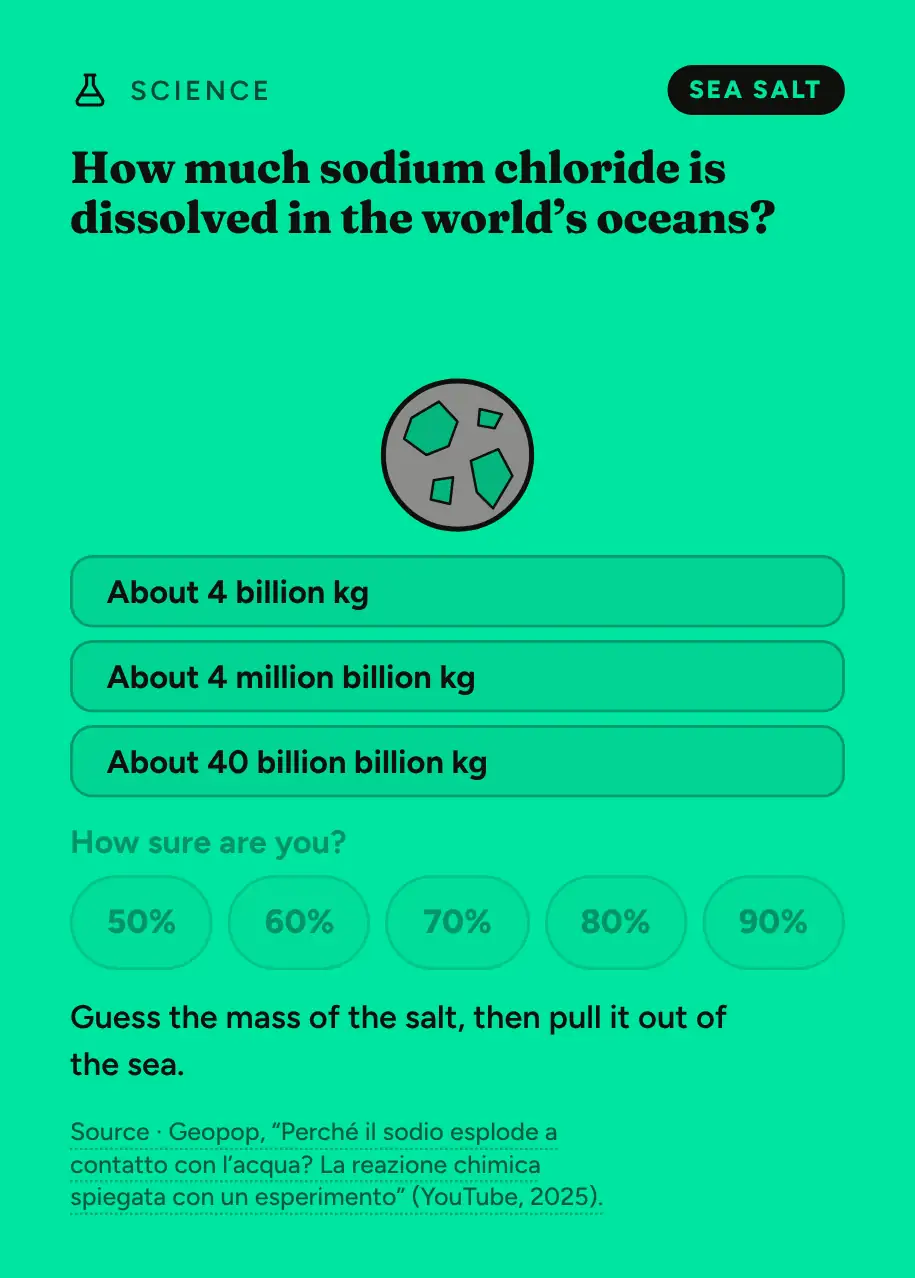 SCIENCE
SEA SALT
How much sodium chloride is
dissolved in the world’s oceans?
About 4 billion kg
About 4 million billion kg
About 40 billion billion kg
How sure are you?
50%
60%
70%
80%
90%
Guess the mass of the salt, then pull it out of
the sea.
Source · Geopop, “Perché il sodio esplode a
contatto con l’acqua? La reazione chimica
spiegata con un esperimento” (YouTube, 2025).